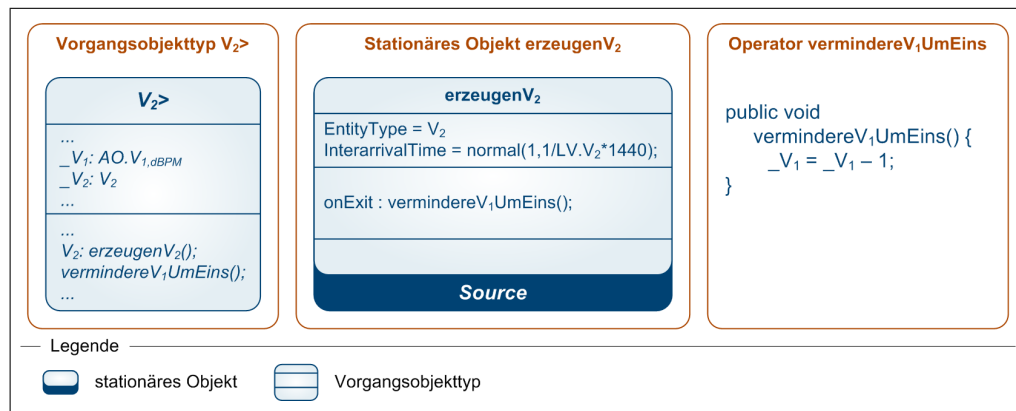 Vorgangsobjekttyp V₂>
V₂>
...
_V₁: AO.V₁,dBPM
_V₂: V₂
...
...
V₂: erzeugenV₂();
vermindereV₁UmEins();
...
Stationäres Objekt erzeugenV₂
erzeugenV₂
EntityType = V₂
InterarrivalTime = normal(1,1/LV.V₂*1440);
onExit : vermindereV₁UmEins();
Source
Operator vermindereV₁UmEins
public void
vermindereV₁UmEins() {
_V₁ = _V₁ – 1;
}
Legende
stationäres Objekt
Vorgangsobjekttyp